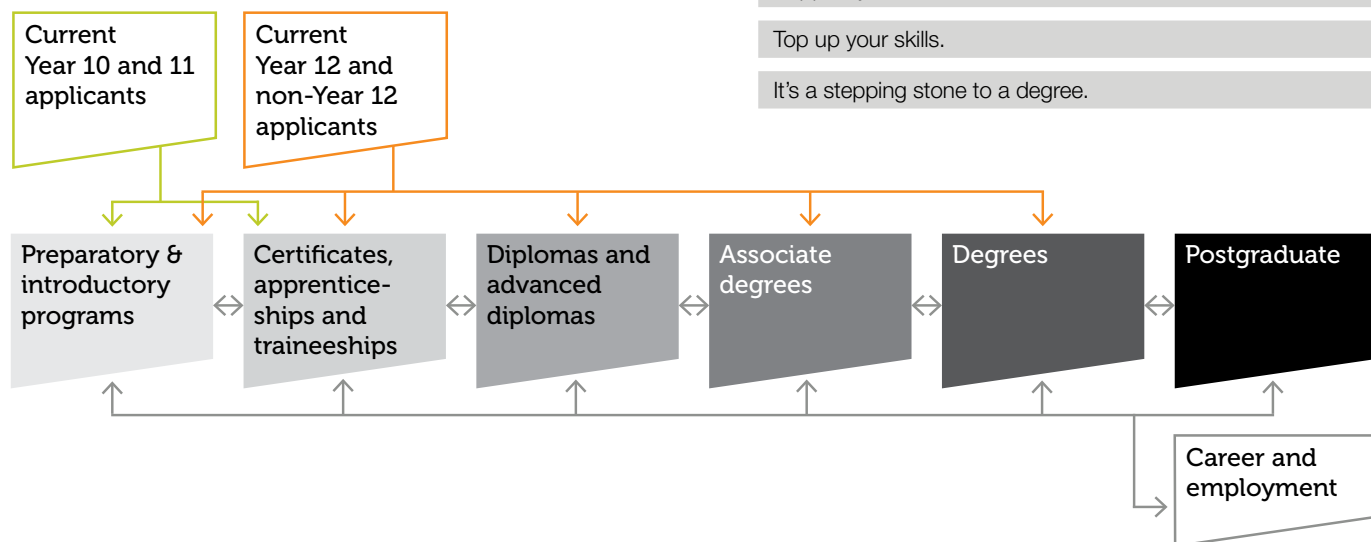 Top up your skills.
It's a stepping stone to a degree.
Current
Year 10 and 11
applicants
Current
Year 12 and
non-Year 12
applicants
Preparatory &
introductory
programs
Certificates,
apprentice-
ships and
traineeships
Diplomas and
advanced
diplomas
Associate
degrees
Degrees
Postgraduate
Career and
employment